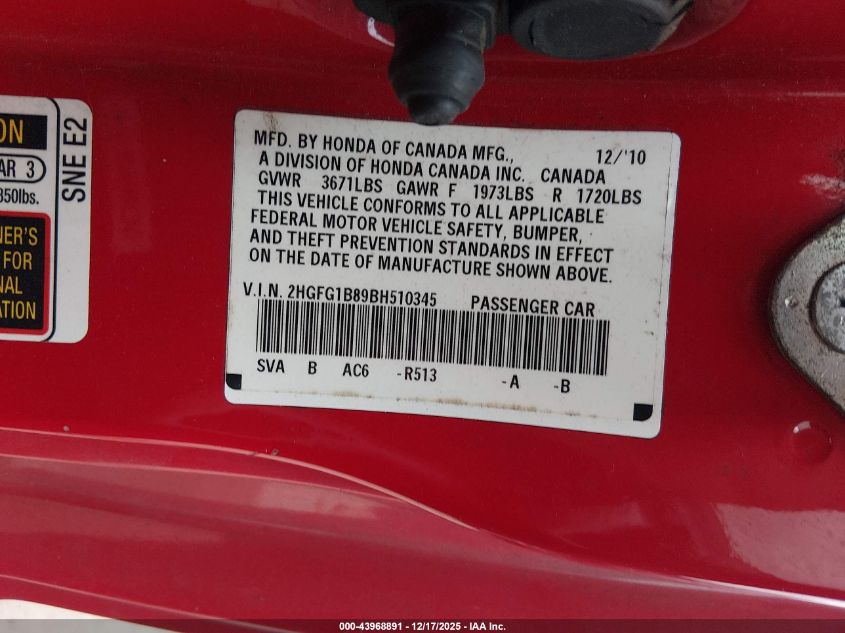 ON
AR 3
850lbs.
NER'S
FOR
NAL
ATION
SNE E2
MFD. BY HONDA OF CANADA MFG., 12/'10
A DIVISION OF HONDA CANADA INC. CANADA
GVWR 3671LBS GAWR F 1973LBS R 1720LBS
THIS VEHICLE CONFORMS TO ALL APPLICABLE
FEDERAL MOTOR VEHICLE SAFETY, BUMPER,
AND THEFT PREVENTION STANDARDS IN EFFECT
ON THE DATE OF MANUFACTURE SHOWN ABOVE.
V.I.N. 2HGFG1B89BH510345 PASSENGER CAR
SVA B AC6 -R513 -A -B
000-43968891 - 12/17/2025 - IAA Inc.